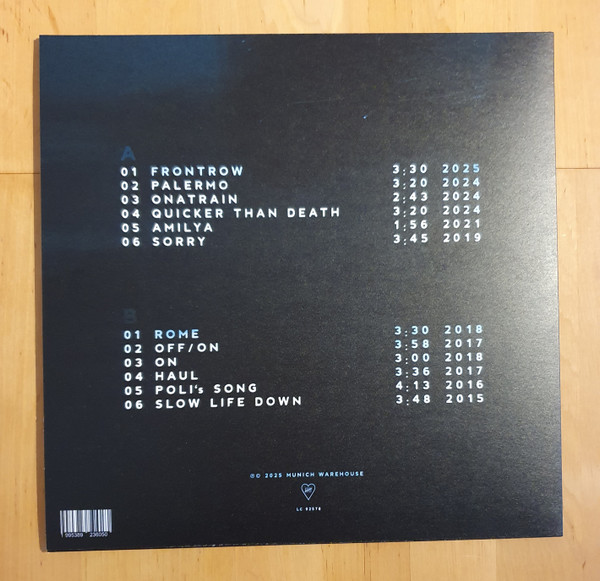 A
01 FRONTROW 3:30 2025
02 PALERMO 3:20 2024
03 ONATRAIN 2:43 2024
04 QUICKER THAN DEATH 3:20 2024
05 AMILYA 1:56 2021
06 SORRY 3:45 2019
B
01 ROME 3:30 2018
02 OFF/ON 3:58 2017
03 ON 3:00 2018
04 HAUL 3:36 2017
05 POLI's SONG 4:13 2016
06 SLOW LIFE DOWN 3:48 2015
℗© 2025 MUNICH WAREHOUSE